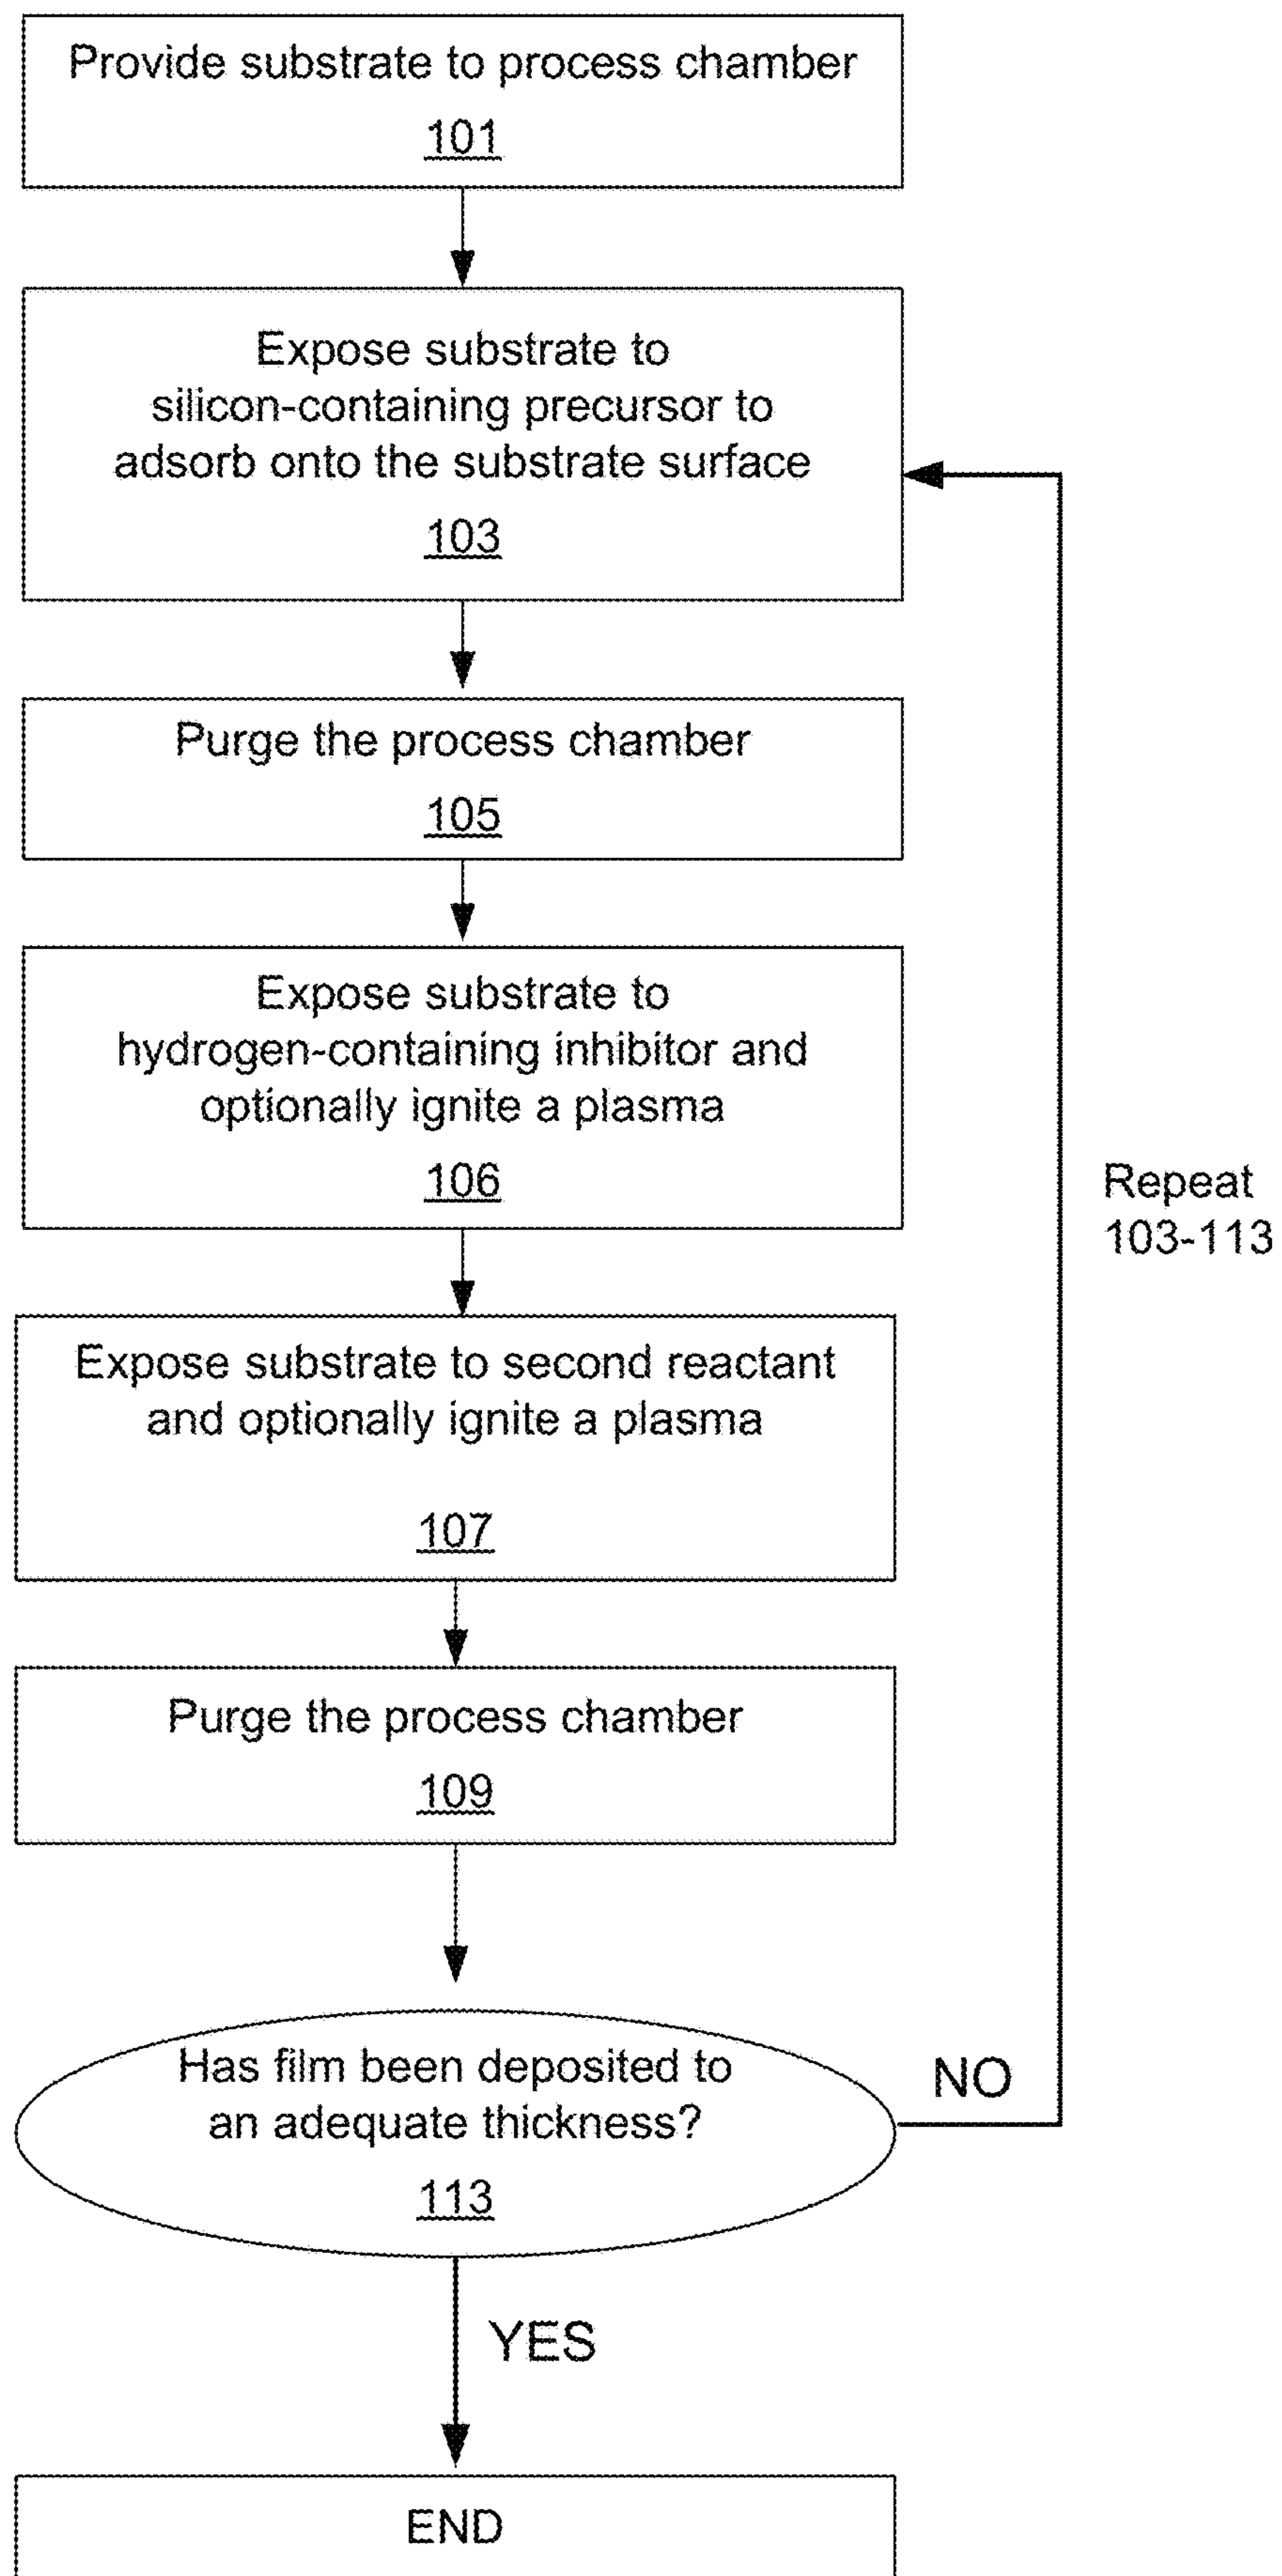 Provide substrate to process chamber
101
Expose substrate to
silicon-containing precursor to
adsorb onto the substrate surface
103
Purge the process chamber
105
Expose substrate to
hydrogen-containing inhibitor and
optionally ignite a plasma
106
Repeat
103-113
Expose substrate to second reactant
and optionally ignite a plasma
107
Purge the process chamber
109
Has film been deposited to
an adequate thickness?
113
NO
YES
END